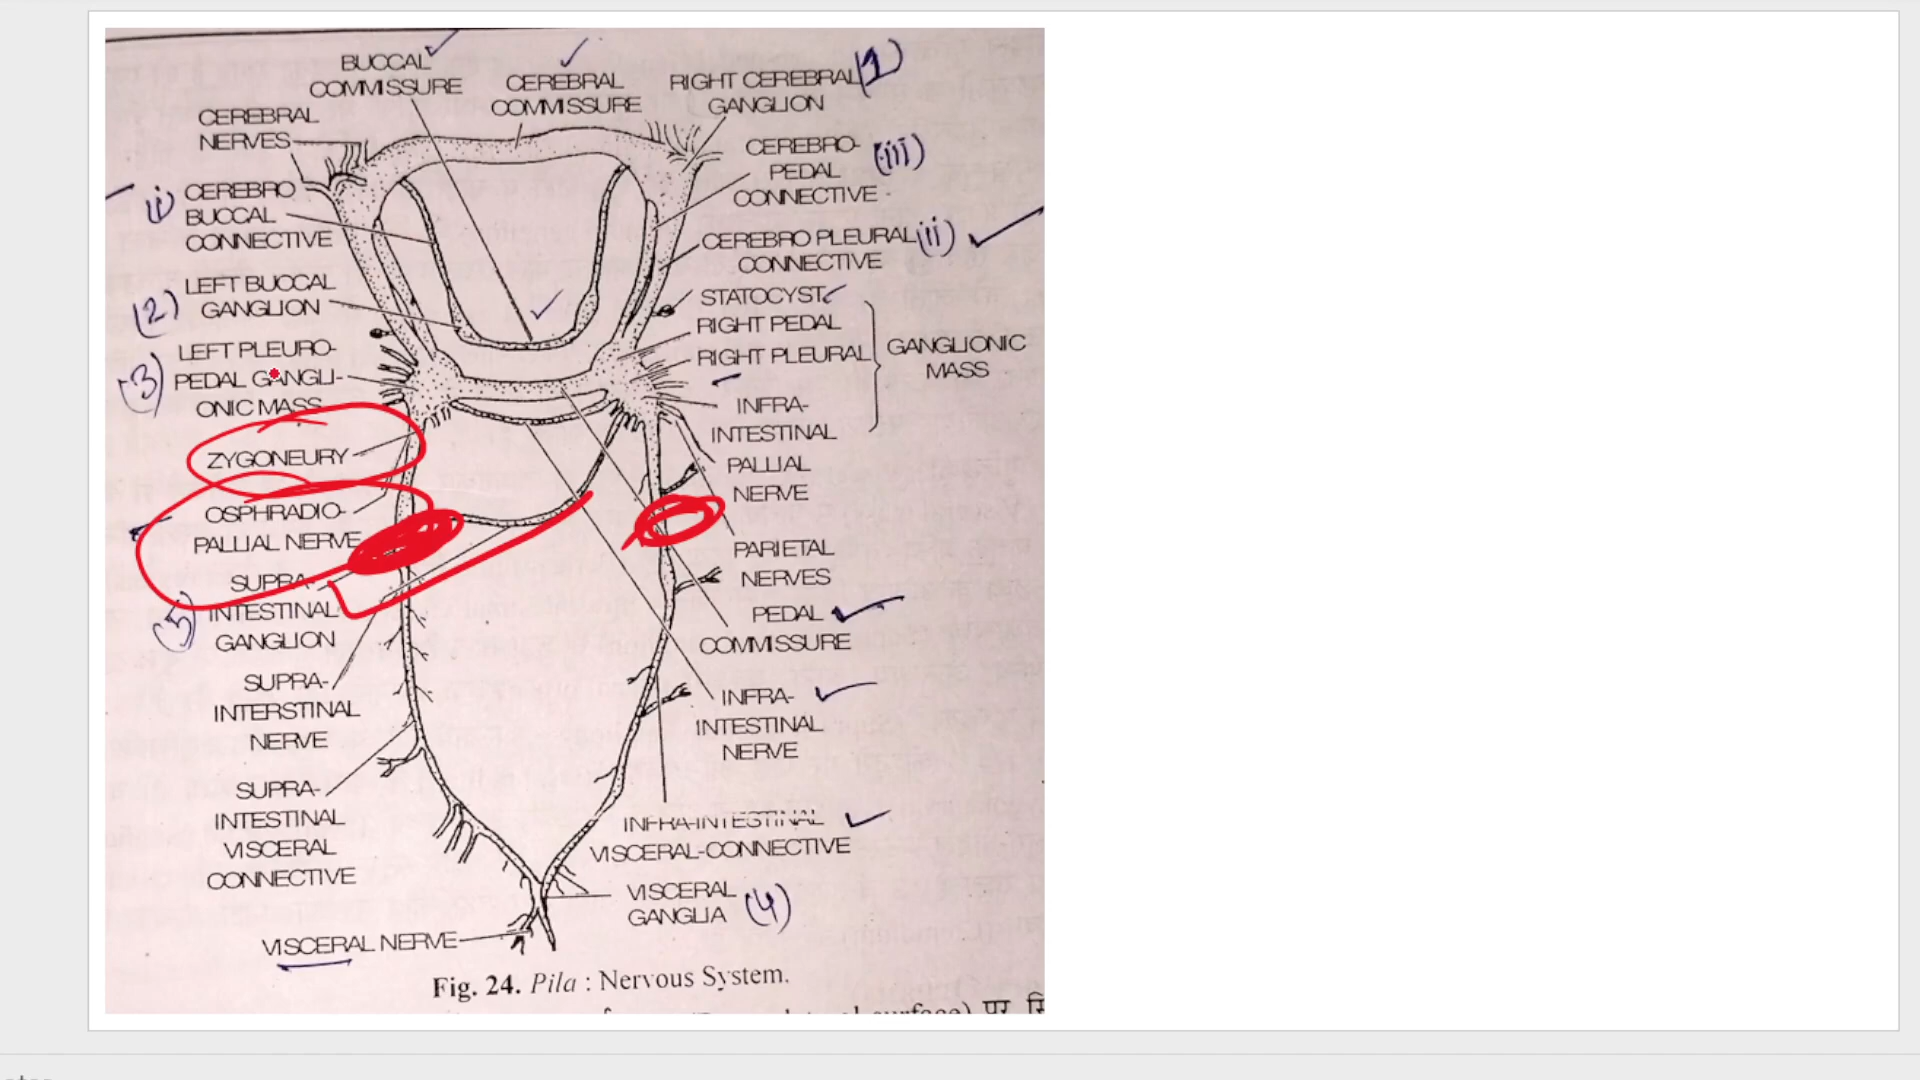 BUCCAL
COMMISSURE
CEREBRAL
COMMISSURE
RIGHT CEREBRAL (1)
GANGLION
CEREBRAL
NERVES
CEREBRO-
PEDAL (iii)
CONNECTIVE
(i) CEREBRO
BUCCAL
CONNECTIVE
CEREBRO PLEURAL (ii)
CONNECTIVE
LEFT BUCCAL
(2) GANGLION
STATOCYST
RIGHT PEDAL
RIGHT PLEURAL
GANGLIONIC
MASS
LEFT PLEURO-
(3) PEDAL GANGLI-
ONIC MASS
INFRA-
INTESTINAL
ZYGONEURY
PALLIAL
NERVE
OSPHRADIO-
PALLIAL NERVE
PARIETAL
NERVES
SUPRA-
(5) INTESTINAL
GANGLION
PEDAL
COMMISSURE
SUPRA-
INTERSTINAL
NERVE
INFRA-
INTESTINAL
NERVE
SUPRA-
INTESTINAL
VISCERAL
CONNECTIVE
INFRA-INTESTINAL
VISCERAL-CONNECTIVE
VISCERAL
GANGLIA (4)
VISCERAL NERVE
Fig. 24. Pila : Nervous System.
surface) पर